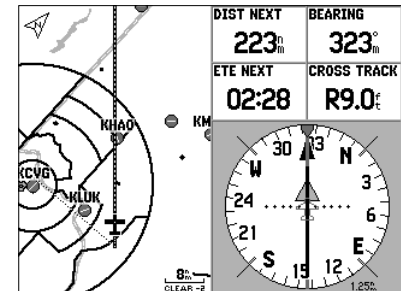 N
DIST NEXT
BEARING
223nm
323°
ETE NEXT
CROSS TRACK
02:28
R9.0ft
KHAO
KM
KCVG
KLUK
30 33
W N
3
24
6
21
S E
15 12
8nm
CLEAR -2
1.25nm